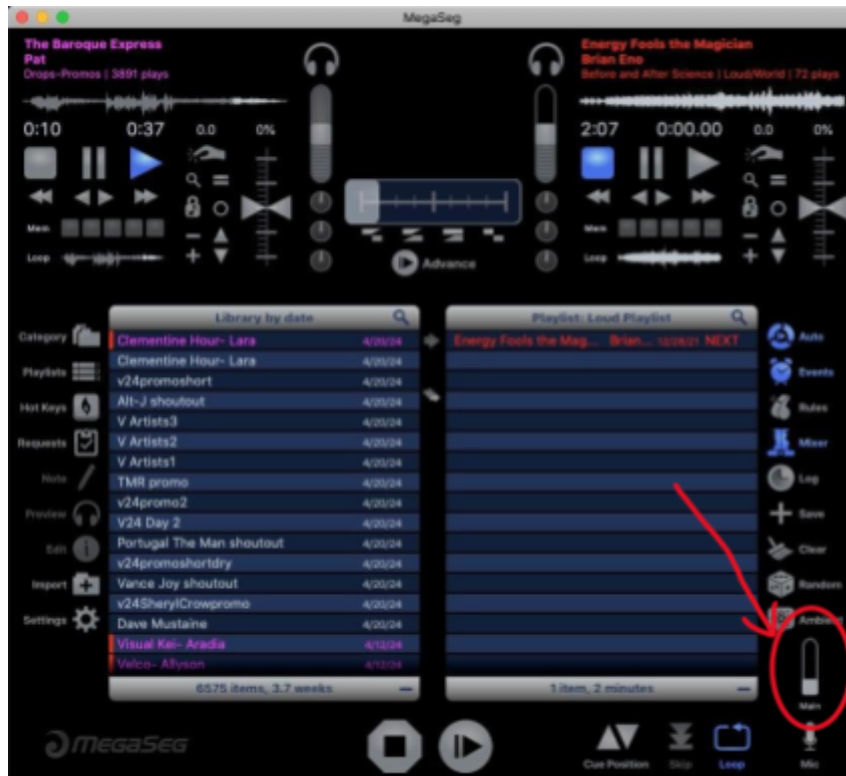 MegaSeg
The Baroque Express
Pat
Drops-Promos | 3891 plays
0:10 0:37 0.0 0%
Mem
Loop
Energy Fools the Magician
Brian Eno
Before and After Science | Loud/World | 72 plays
2:07 0:00.00 0.0 0%
Mem
Loop
Advance
Category
Playlists
Hot Keys
Requests
Note
Preview
Edit
Import
Settings
Library by date
Clementine Hour- Lara 4/20/24
Clementine Hour- Lara 4/20/24
v24promoshort 4/20/24
Alt-J shoutout 4/20/24
V Artists3 4/20/24
V Artists2 4/20/24
V Artists1 4/20/24
TMR promo 4/20/24
v24promo2 4/20/24
V24 Day 2 4/20/24
Portugal The Man shoutout 4/20/24
v24promoshortdry 4/20/24
Vance Joy shoutout 4/20/24
v24SherylCrowpromo 4/20/24
Dave Mustaine 4/20/24
Visual Kei- Aradia 4/12/24
Velco- Allyson 4/12/24
6575 items, 3.7 weeks
Playlist: Loud Playlist
Energy Fools the Mag... Brian... 12/28/21 NEXT
1 item, 2 minutes
Auto
Events
Rules
Mixer
Log
Save
Clear
Random
Ambient
Main
Mic
MegaSeg
Cue Position Skip Loop